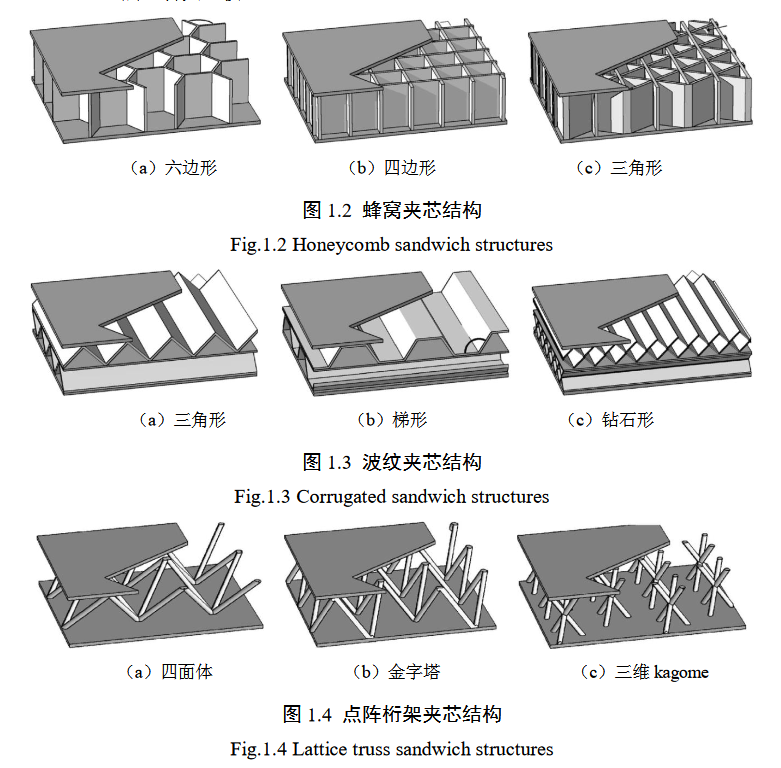 （a）六边形 （b）四边形 （c）三角形
图 1.2 蜂窝夹芯结构
Fig.1.2 Honeycomb sandwich structures
（a）三角形 （b）梯形 （c）钻石形
图 1.3 波纹夹芯结构
Fig.1.3 Corrugated sandwich structures
（a）四面体 （b）金字塔 （c）三维 kagome
图 1.4 点阵桁架夹芯结构
Fig.1.4 Lattice truss sandwich structures